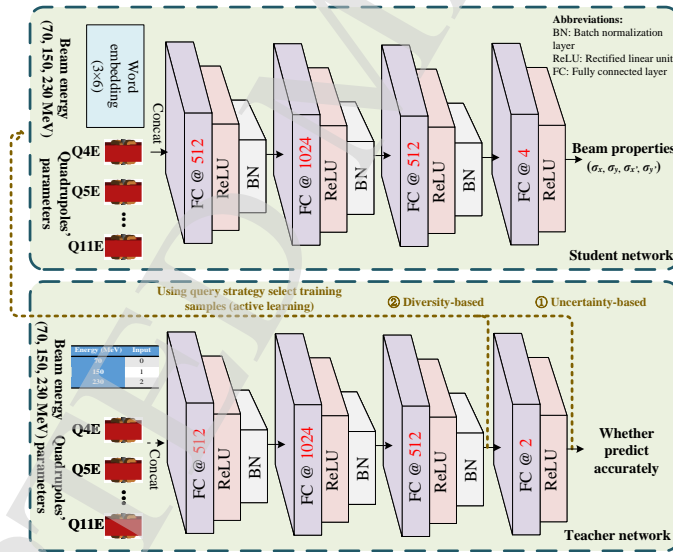 Abbreviations:
BN: Batch normalization
layer
ReLU: Rectified linear unit
FC: Fully connected layer
Beam energy
(70, 150, 230 MeV)
Word
embedding
(3×6)
Quadrupoles'
parameters
Q4E
Q5E
...
Q11E
Concat
FC @ 512
ReLU
BN
FC @ 1024
ReLU
BN
FC @ 512
ReLU
BN
FC @ 4
ReLU
Beam properties
(σx, σy, σx', σy')
Student network
Using query strategy select training
samples (active learning)
② Diversity-based
① Uncertainty-based
Beam energy
(70, 150, 230 MeV)
Energy (MeV) Input
70 0
150 1
230 2
Quadrupoles'
parameters
Q4E
Q5E
...
Q11E
Concat
FC @ 512
ReLU
BN
FC @ 1024
ReLU
BN
FC @ 512
ReLU
BN
FC @ 2
ReLU
Whether
predict
accurately
Teacher network